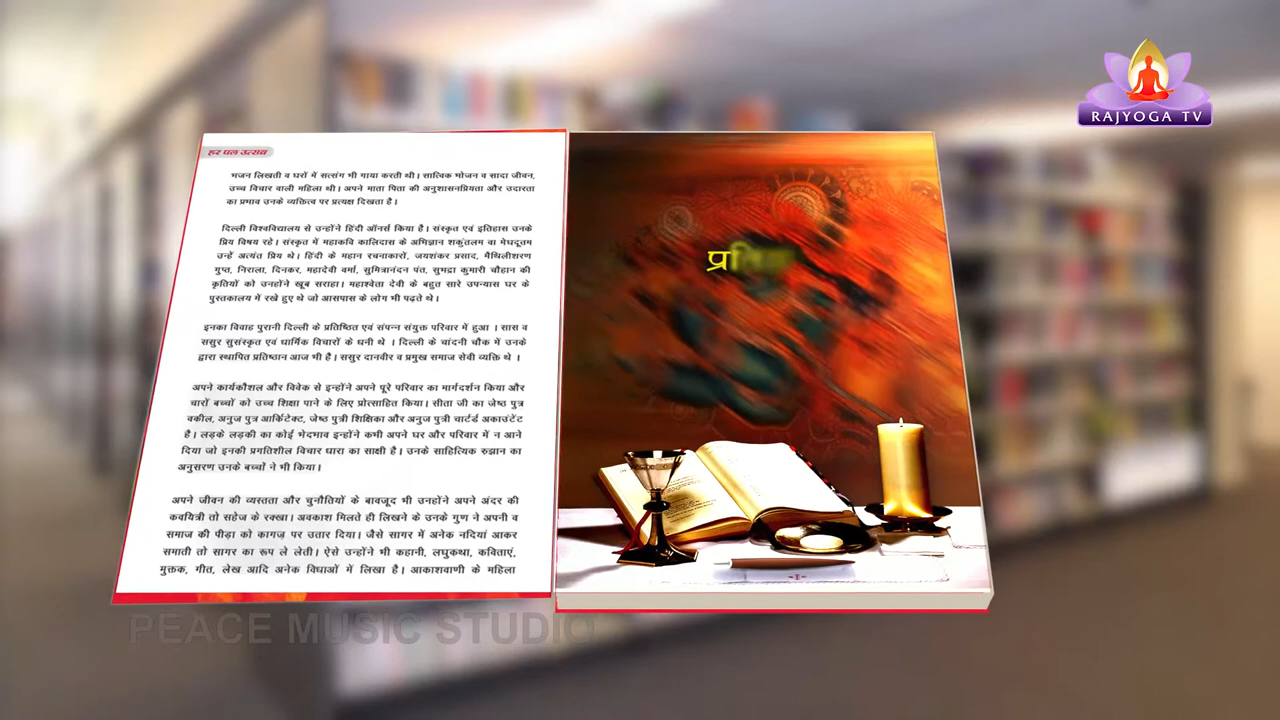 RAJYOGA TV
हर पल उत्सव
भजन लिखती व घरों में सत्संग भी गाया करती थी। सात्विक भोजन व सादा जीवन,
उच्च विचार वाली महिला थी। अपने माता पिता की अनुशासनप्रियता और उदारता
का प्रभाव उनके व्यक्तित्व पर प्रत्यक्ष दिखता है।
दिल्ली विश्वविद्यालय से उन्होंने हिंदी ऑनर्स किया है। संस्कृत एवं इतिहास उनके
प्रिय विषय रहे। संस्कृत में महाकवि कालिदास के अभिज्ञान शकुंतलम वा मेघदूतम
उन्हें अत्यंत प्रिय थे। हिंदी के महान रचनाकारों, जयशंकर प्रसाद, मैथिलीशरण
गुप्त, निराला, दिनकर, महादेवी वर्मा, सुमित्रानंदन पंत, सुभद्रा कुमारी चौहान की
कृतियों को उनहोंने खूब सराहा। महाश्वेता देवी के बहुत सारे उपन्यास घर के
पुस्तकालय में रखे हुए थे जो आसपास के लोग भी पढ़ते थे।
इनका विवाह पुरानी दिल्ली के प्रतिष्ठित एवं संपन्न संयुक्त परिवार में हुआ । सास व
ससुर सुसंस्कृत एवं धार्मिक विचारों के धनी थे । दिल्ली के चांदनी चौक में उनके
द्वारा स्थापित प्रतिष्ठान आज भी है। ससुर दानवीर व प्रमुख समाज सेवी व्यक्ति थे ।
अपने कार्यकौशल और विवेक से इन्होंने अपने पूरे परिवार का मार्गदर्शन किया और
चारों बच्चों को उच्च शिक्षा पाने के लिए प्रोत्साहित किया। सीता जी का जेष्ठ पुत्र
वकील, अनुज पुत्र आर्किटेक्ट, जेष्ठ पुत्री शिक्षिका और अनुज पुत्री चार्टर्ड अकाउंटेंट
है। लड़के लड़की का कोई भेदभाव इन्होंने कभी अपने घर और परिवार में न आने
दिया जो इनकी प्रगतिशील विचार धारा का साक्षी है। उनके साहित्यिक रुझान का
अनुसरण उनके बच्चों ने भी किया।
अपने जीवन की व्यस्तता और चुनौतियों के बावजूद भी उनहोंने अपने अंदर की
कवयित्री तो सहेज के रक्खा। अवकाश मिलते ही लिखने के उनके गुण ने अपनी व
समाज की पीड़ा को कागज़ पर उतार दिया। जैसे सागर में अनेक नदियां आकर
समाती तो सागर का रूप ले लेती। ऐसे उन्होंने भी कहानी, लघुकथा, कविताएं,
मुक्तक, गीत, लेख आदि अनेक विधाओं में लिखा है। आकाशवाणी के महिला
PEACE MUSIC STUDIO